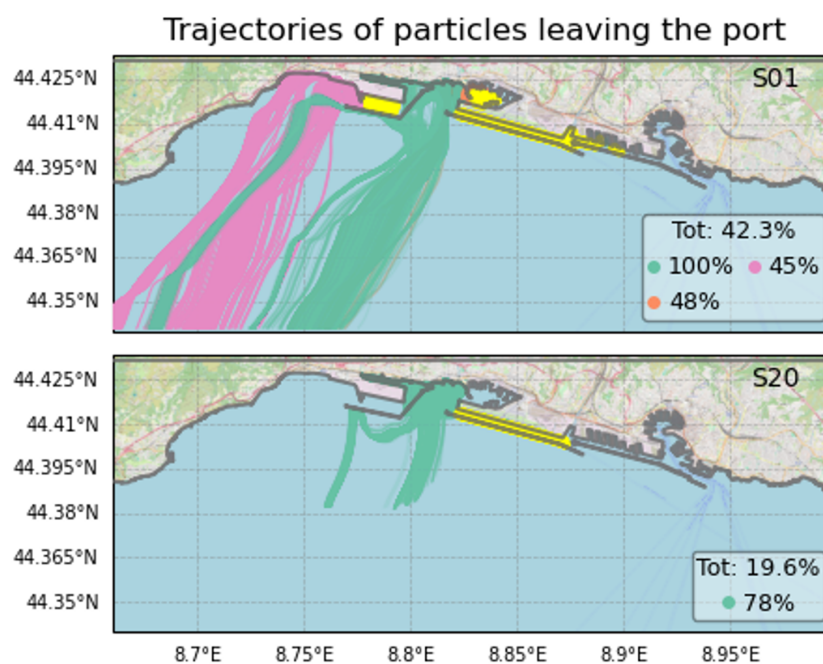 Trajectories of particles leaving the port
44.425°N
44.41°N
44.395°N
44.38°N
44.365°N
44.35°N
S01
Tot: 42.3%
100% 45%
48%
44.425°N
44.41°N
44.395°N
44.38°N
44.365°N
44.35°N
S20
Tot: 19.6%
78%
8.7°E 8.75°E 8.8°E 8.85°E 8.9°E 8.95°E